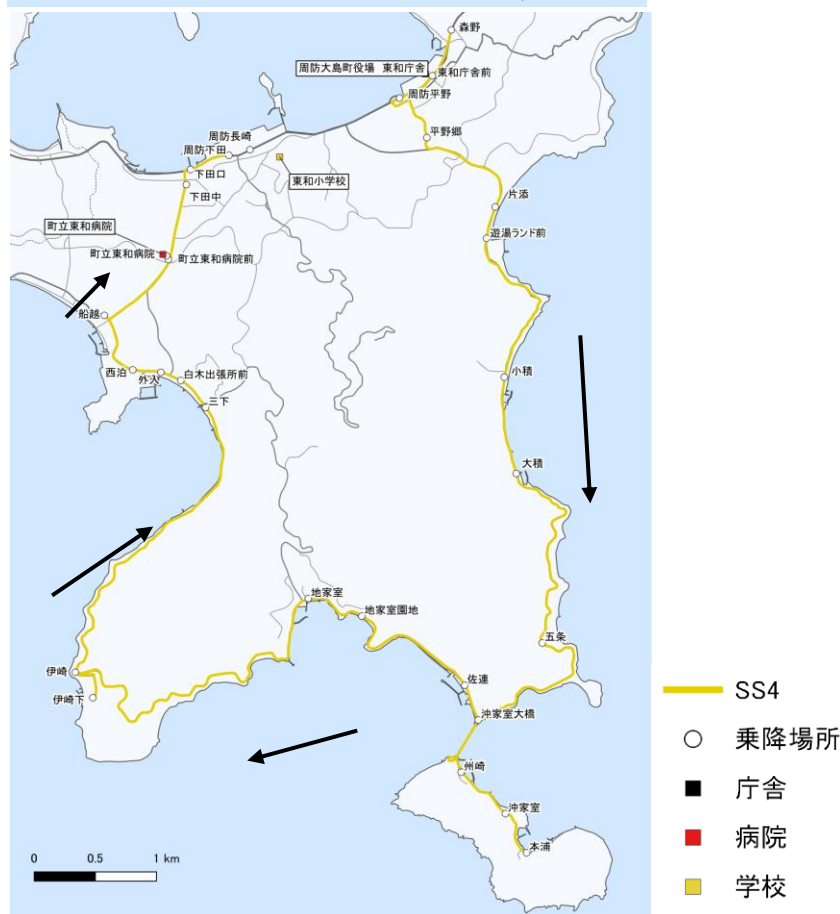 森野
周防大島町役場 東和庁舎
東和庁舎前
周防平野
平野郷
周防長崎
周防下田
下田口
東和小学校
下田中
片添
町立東和病院
遊湯ランド前
町立東和病院
町立東和病院前
船越
西泊
外入
白木出張所前
小積
三下
大積
地家室
地家室園地
五条
伊崎
佐連
伊崎下
沖家室大橋
州崎
沖家室
本浦
0 0.5 1 km
SS4
乗降場所
庁舎
病院
学校